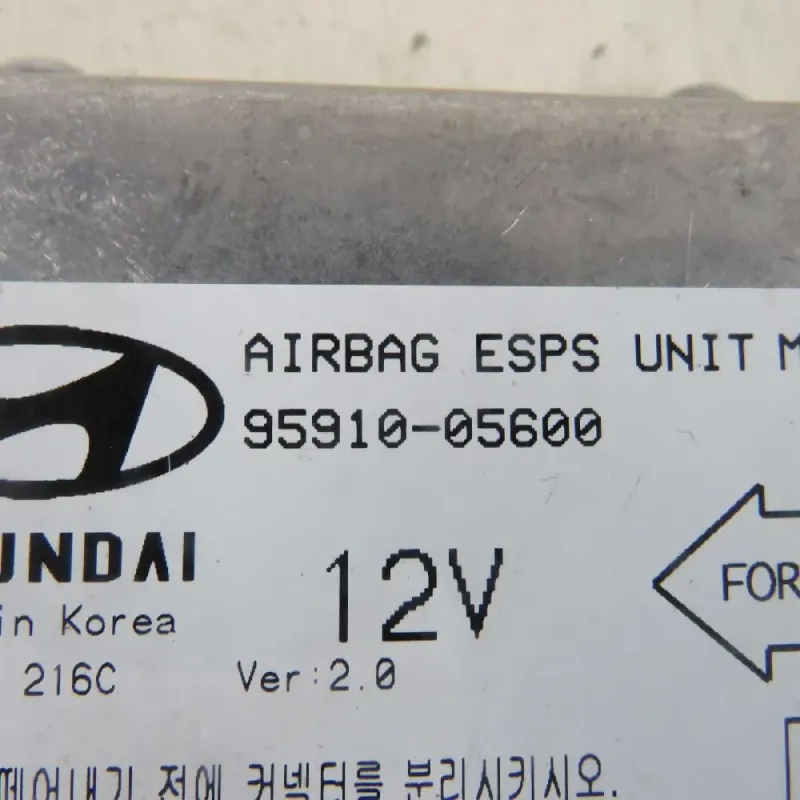 AIRBAG ESPS UNIT M
95910-05600
UNDAI
12V
FOR
in Korea
216C
Ver:2.0
떼어내기 전에 커넥터를 분리시키시오.